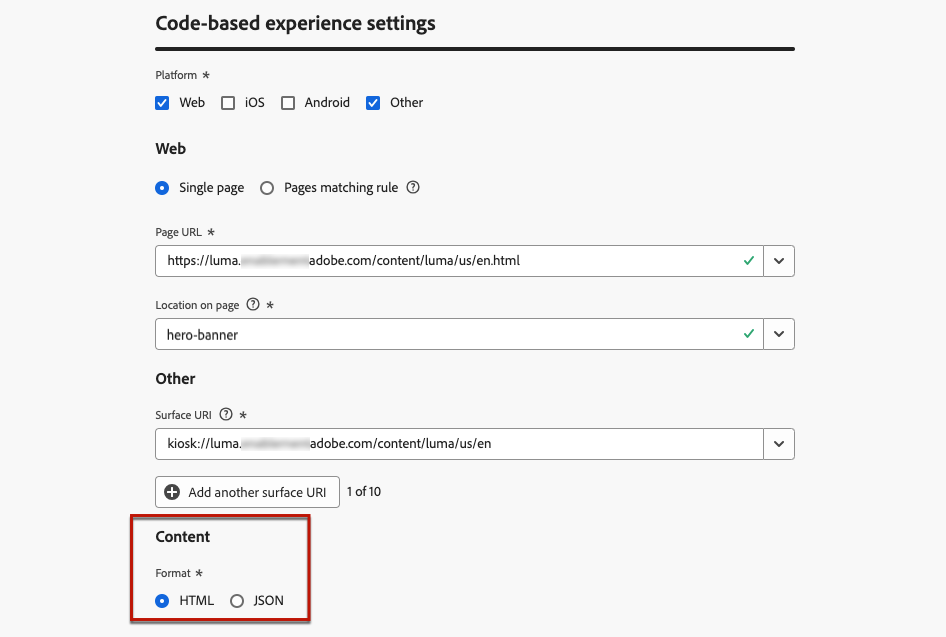 Code-based experience settings
Platform *
Web iOS Android Other
Web
Single page Pages matching rule ?
Page URL *
https://luma. adobe.com/content/luma/us/en.html
Location on page ? *
hero-banner
Other
Surface URI ? *
kiosk://luma. adobe.com/content/luma/us/en
Add another surface URI 1 of 10
Content
Format *
HTML JSON